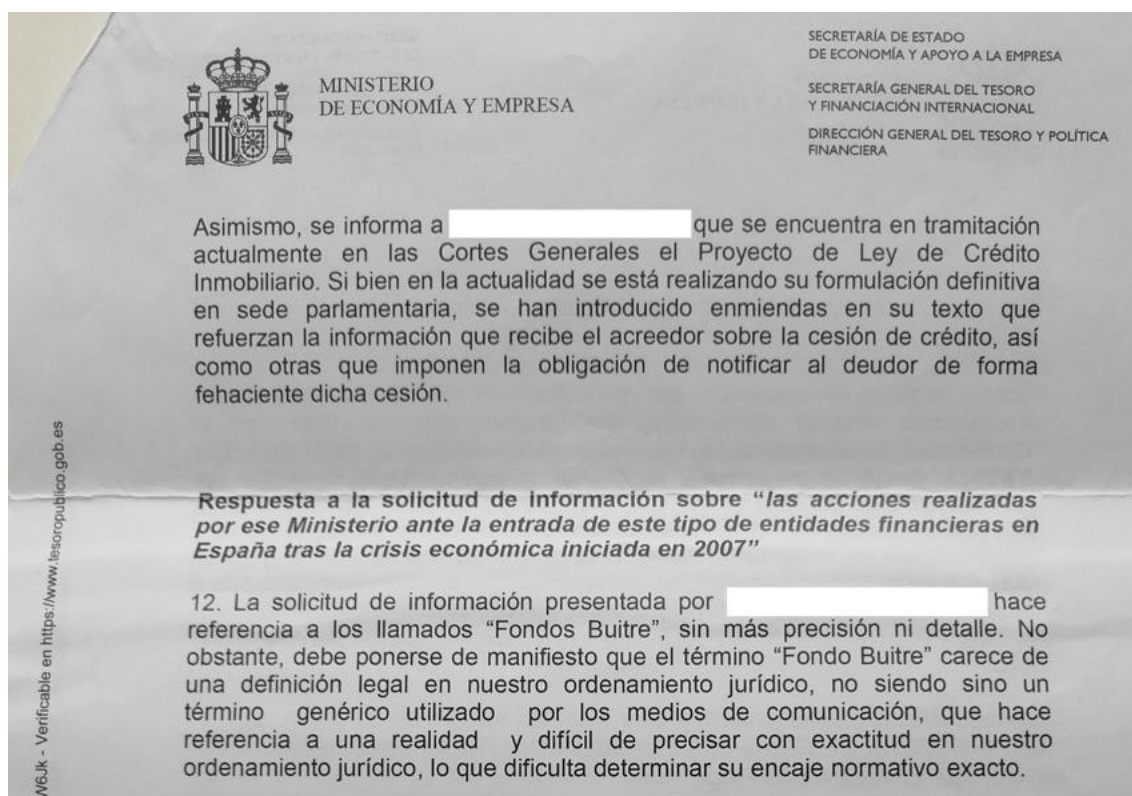 MINISTERIO
DE ECONOMÍA Y EMPRESA
SECRETARÍA DE ESTADO
DE ECONOMÍA Y APOYO A LA EMPRESA
SECRETARÍA GENERAL DEL TESORO
Y FINANCIACIÓN INTERNACIONAL
DIRECCIÓN GENERAL DEL TESORO Y POLÍTICA
FINANCIERA
Asimismo, se informa a que se encuentra en tramitación
actualmente en las Cortes Generales el Proyecto de Ley de Crédito
Inmobiliario. Si bien en la actualidad se está realizando su formulación definitiva
en sede parlamentaria, se han introducido enmiendas en su texto que
refuerzan la información que recibe el acreedor sobre la cesión de crédito, así
como otras que imponen la obligación de notificar al deudor de forma
fehaciente dicha cesión.
Respuesta a la solicitud de información sobre “las acciones realizadas
por ese Ministerio ante la entrada de este tipo de entidades financieras en
España tras la crisis económica iniciada en 2007”
12. La solicitud de información presentada por hace
referencia a los llamados “Fondos Buitre”, sin más precisión ni detalle. No
obstante, debe ponerse de manifiesto que el término “Fondo Buitre” carece de
una definición legal en nuestro ordenamiento jurídico, no siendo sino un
término genérico utilizado por los medios de comunicación, que hace
referencia a una realidad y difícil de precisar con exactitud en nuestro
ordenamiento jurídico, lo que dificulta determinar su encaje normativo exacto.
W6Jk - Verificable en https://www.tesoropublico.gob.es